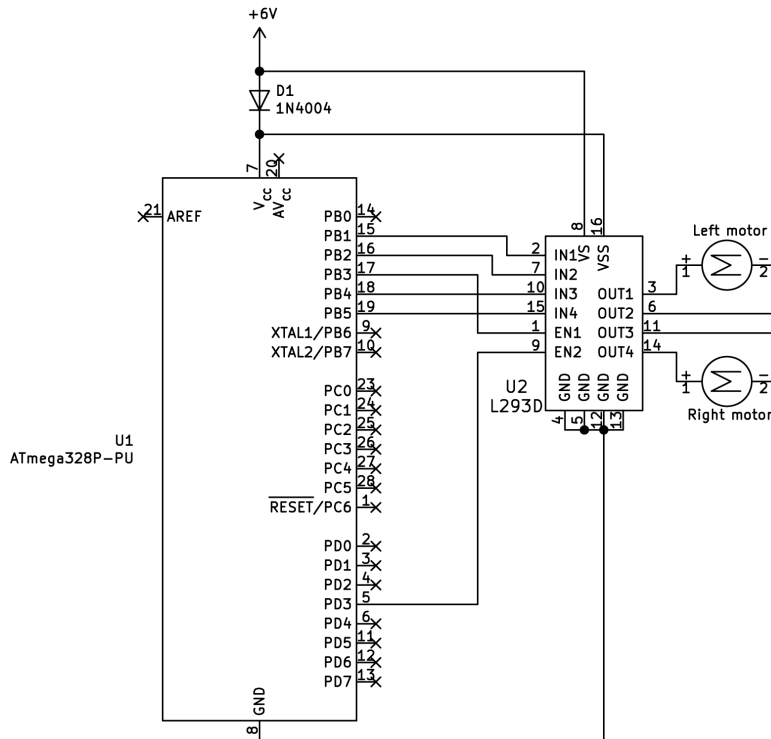 +6V
D1
1N4004
7
20
8
16
VCC
AVCC
VS
VSS
21 AREF
PB0 14
PB1 15
PB2 16
PB3 17
PB4 18
PB5 19
XTAL1/PB6 9
XTAL2/PB7 10
PC0 23
PC1 24
PC2 25
PC3 26
PC4 27
PC5 28
RESET/PC6 1
PD0 2
PD1 3
PD2 4
PD3 5
PD4 6
PD5 11
PD6 12
PD7 13
GND
8
U1
ATmega328P-PU
2 IN1
7 IN2
10 IN3
15 IN4
1 EN1
9 EN2
OUT1 3
OUT2 6
OUT3 11
OUT4 14
GND GND GND GND
4 5 12 13
U2
L293D
Left motor
+ M -
1 2
+ M -
1 2
Right motor